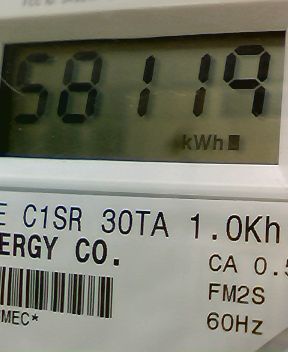 58119
kWh
E C1SR 30TA 1.0Kh
ERGY CO.
CA 0.5
FM2S
MEC*
60Hz